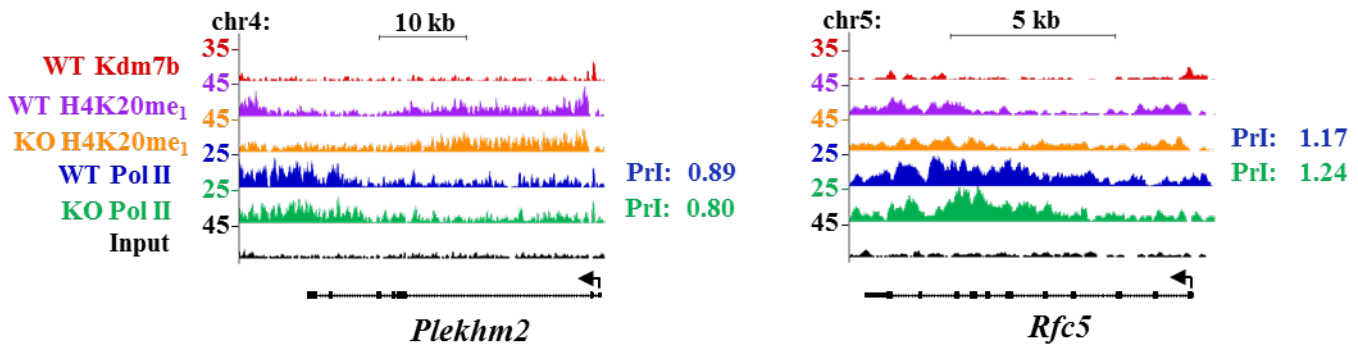 chr4: 10 kb
35
WT Kdm7b
45
WT H4K20me1
45
KO H4K20me1
25
WT Pol II PrI: 0.89
25
KO Pol II PrI: 0.80
45
Input
Plekhm2
chr5: 5 kb
35
45
45
25
PrI: 1.17
PrI: 1.24
25
45
Rfc5